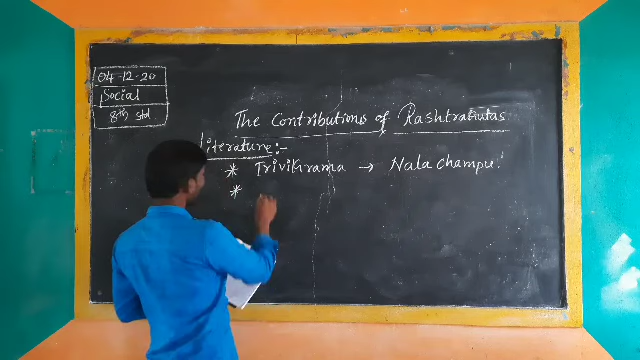 04-12-20
Social
8th std
The Contributions of Rashtrakutas
Literature:-
* Trivikrama → Nala champu.
*